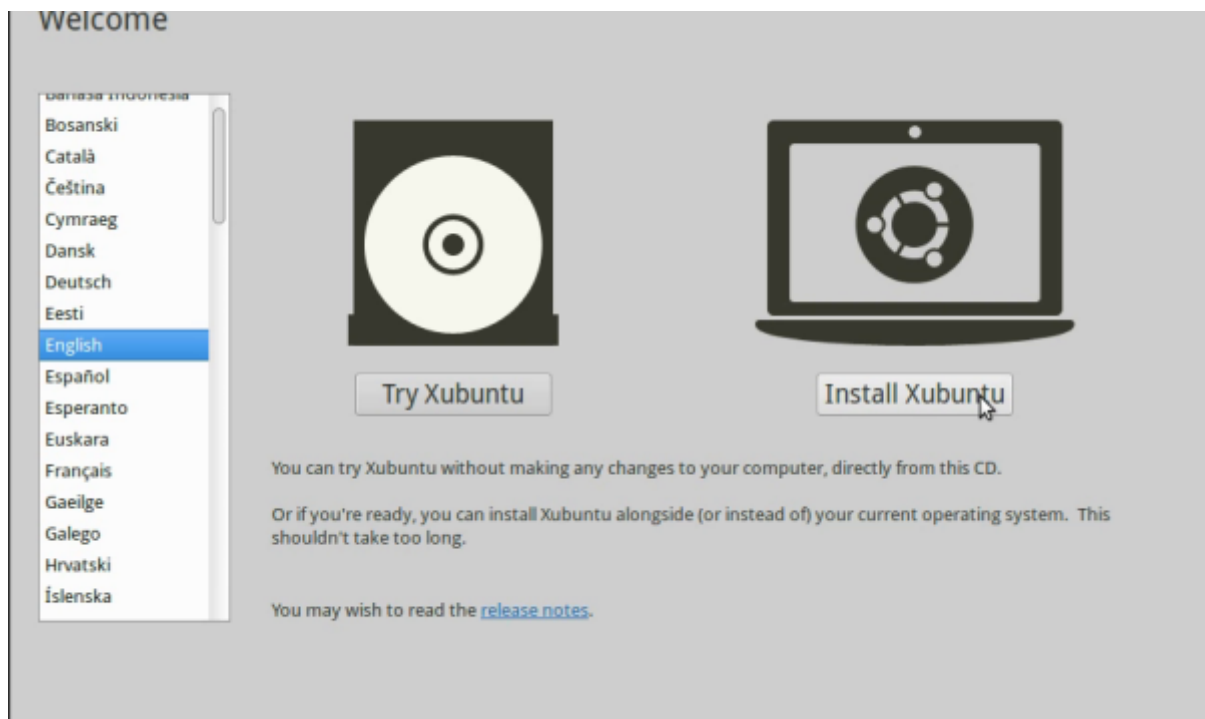 Welcome
Bahasa Indonesia
Bosanski
Català
Čeština
Cymraeg
Dansk
Deutsch
Eesti
English
Español
Esperanto
Euskara
Français
Gaeilge
Galego
Hrvatski
Íslenska
Try Xubuntu
Install Xubuntu
You can try Xubuntu without making any changes to your computer, directly from this CD.
Or if you're ready, you can install Xubuntu alongside (or instead of) your current operating system. This
shouldn't take too long.
You may wish to read the release notes.